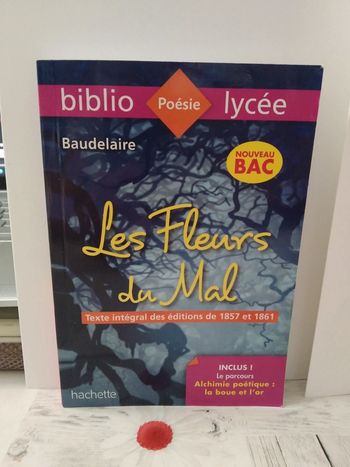 biblio Poésie lycée
Baudelaire
NOUVEAU
BAC
Les Fleurs
du Mal
Texte intégral des éditions de 1857 et 1861
INCLUS !
Le parcours
Alchimie poétique :
la boue et l'or
hachette